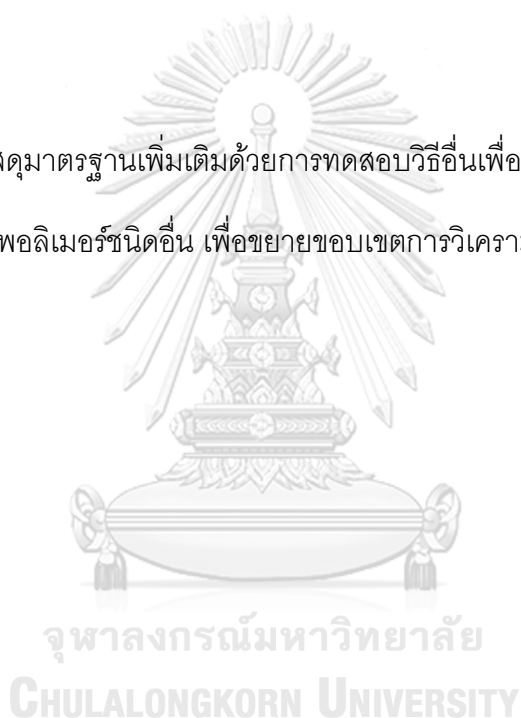 สดุมาตรฐานเพิ่มเติมด้วยการทดสอบวิธีอื่นเพื่อ
พอลิเมอร์ชนิดอื่น เพื่อขยายขอบเขตการวิเครา
จุฬาลงกรณ์มหาวิทยาลัย
CHULALONGKORN UNIVERSITY